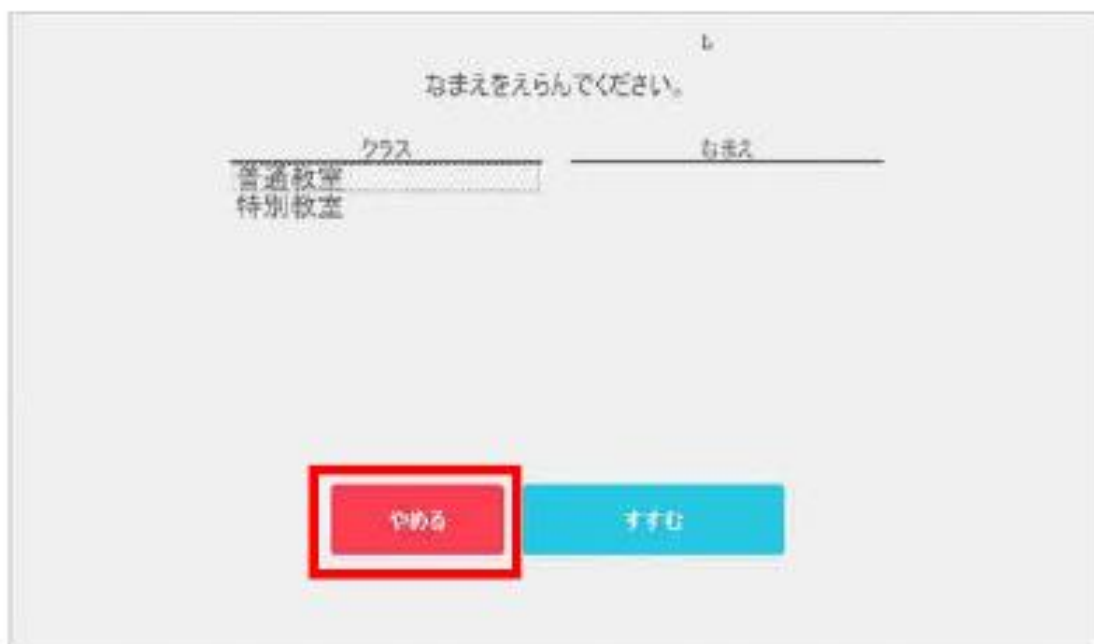 なまえをえらんでください。
クラス なまえ
普通教室
特別教室
やめる すすむ